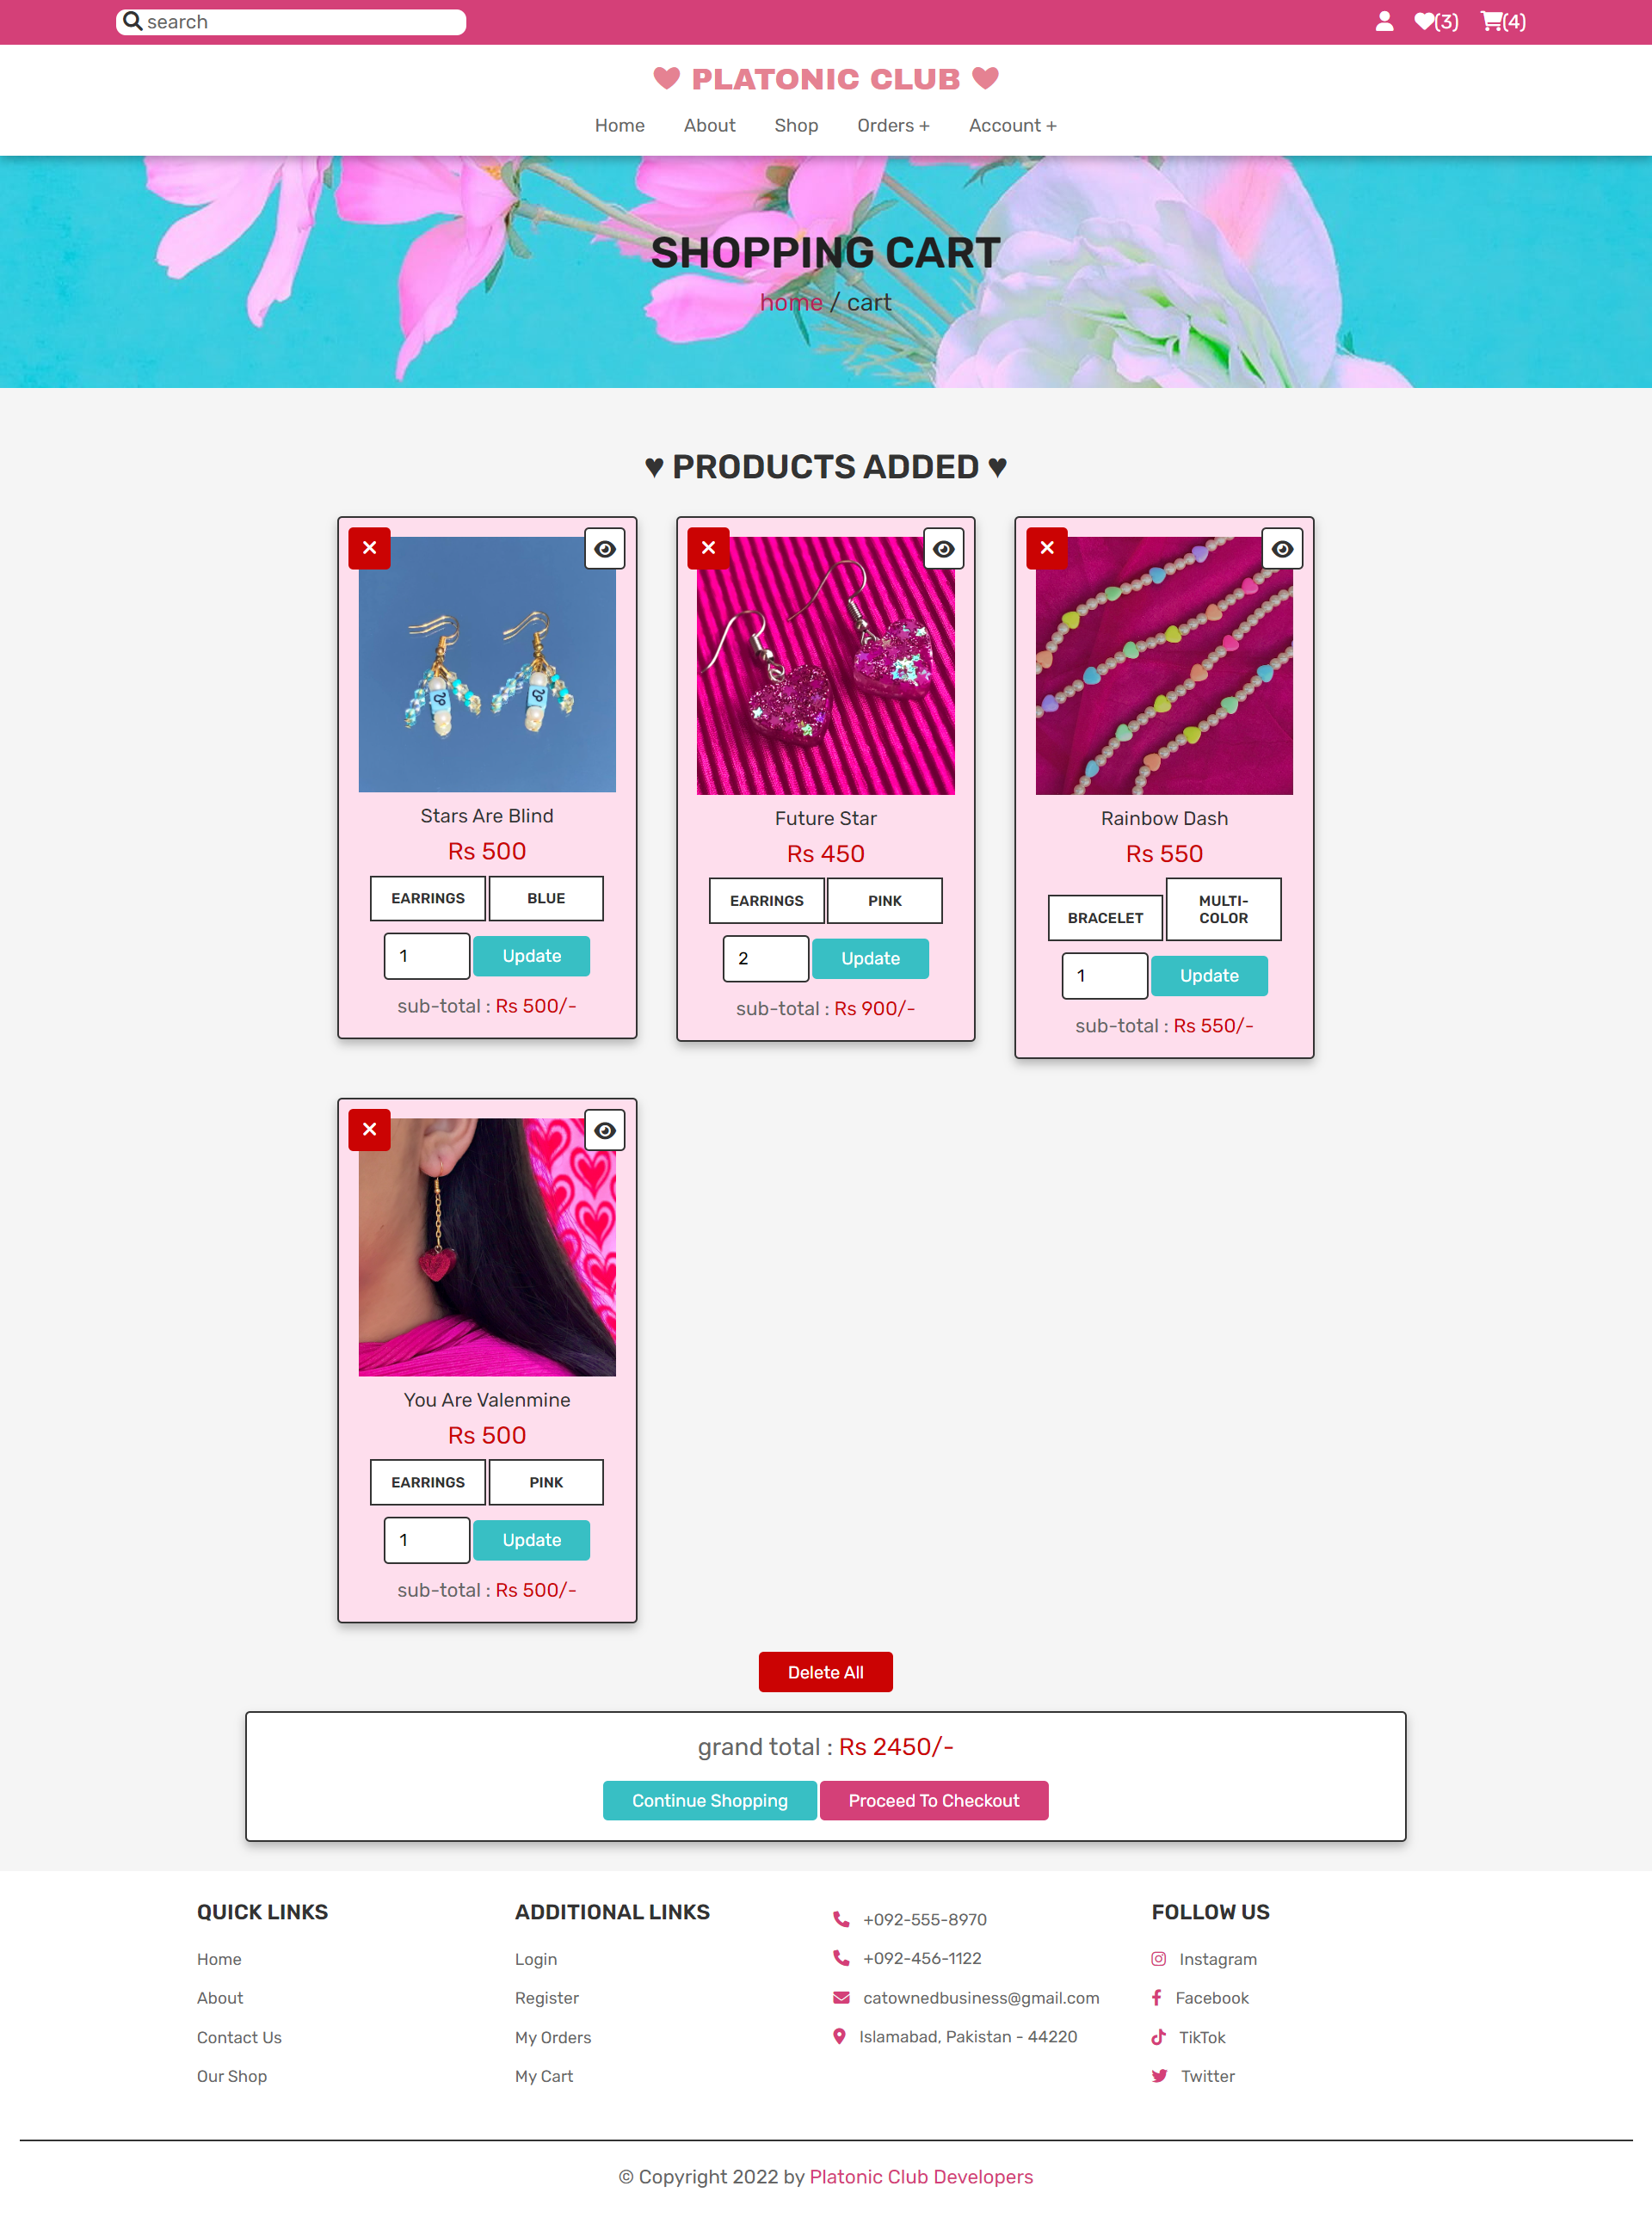 search
(3) (4)
♥ PLATONIC CLUB ♥
Home About Shop Orders + Account +
SHOPPING CART
home / cart
♥ PRODUCTS ADDED ♥
Stars Are Blind
Rs 500
EARRINGS BLUE
1 Update
sub-total : Rs 500/-
Future Star
Rs 450
EARRINGS PINK
2 Update
sub-total : Rs 900/-
Rainbow Dash
Rs 550
BRACELET MULTI-
COLOR
1 Update
sub-total : Rs 550/-
You Are Valenmine
Rs 500
EARRINGS PINK
1 Update
sub-total : Rs 500/-
Delete All
grand total : Rs 2450/-
Continue Shopping Proceed To Checkout
QUICK LINKS
Home
About
Contact Us
Our Shop
ADDITIONAL LINKS
Login
Register
My Orders
My Cart
+092-555-8970
+092-456-1122
catownedbusiness@gmail.com
Islamabad, Pakistan - 44220
FOLLOW US
Instagram
Facebook
TikTok
Twitter
© Copyright 2022 by Platonic Club Developers